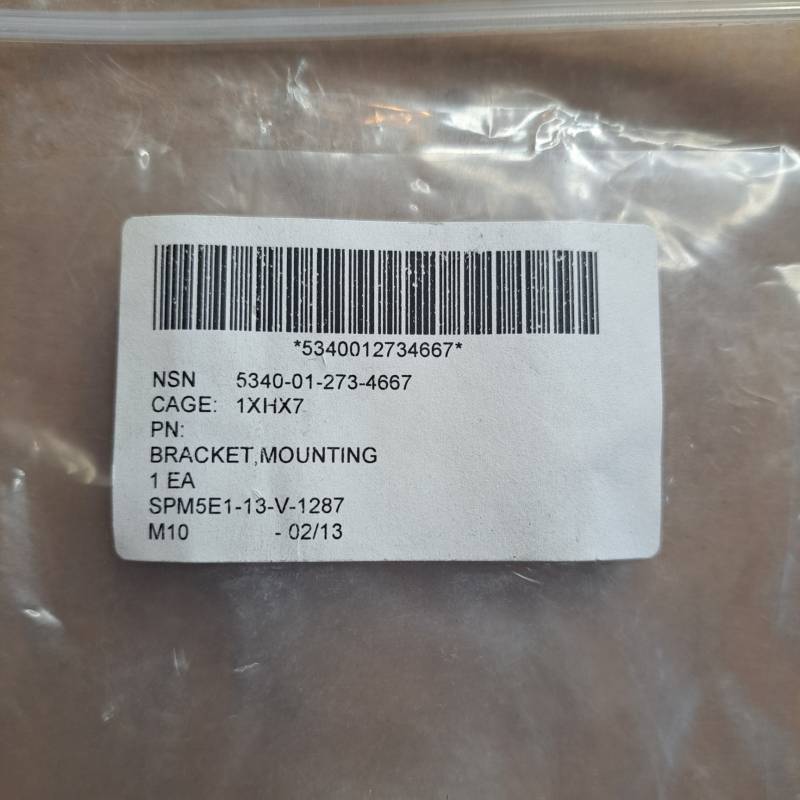 *5340012734667*
NSN 5340-01-273-4667
CAGE: 1XHX7
PN:
BRACKET,MOUNTING
1 EA
SPM5E1-13-V-1287
M10 - 02/13